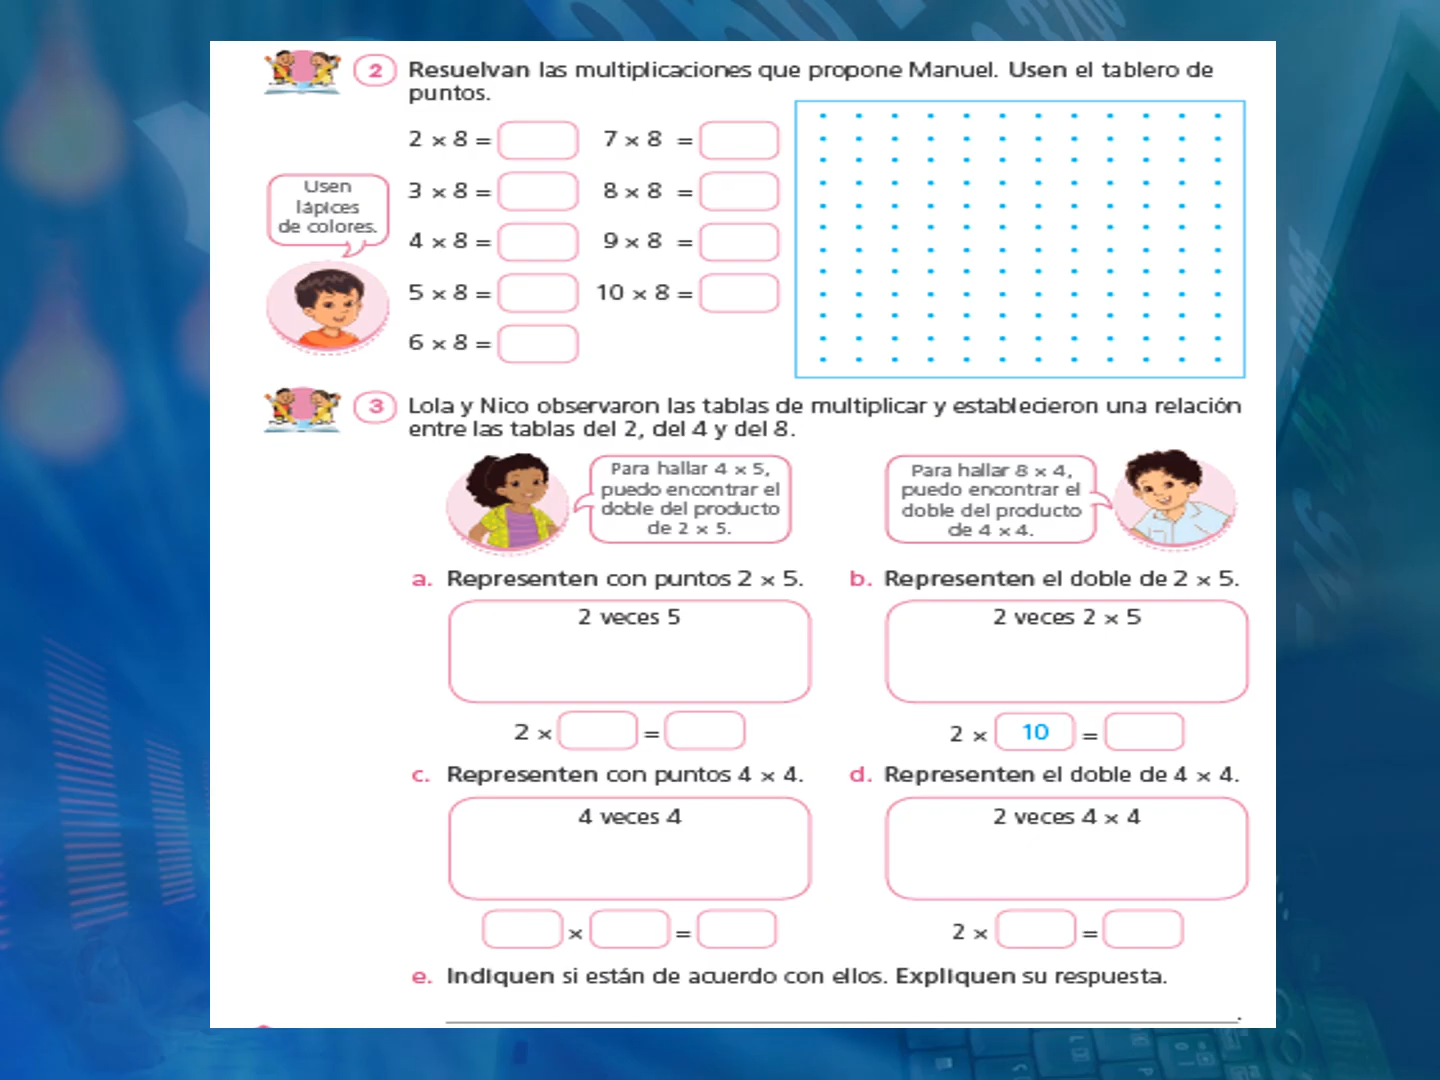 2 Resuelvan las multiplicaciones que propone Manuel. Usen el tablero de
puntos.
2 × 8 =
7 × 8 =
Usen
lápices
de colores.
3 × 8 =
8 × 8 =
4 × 8 =
9 × 8 =
5 × 8 =
10 × 8 =
6 × 8 =
3 Lola y Nico observaron las tablas de multiplicar y establecieron una relación
entre las tablas del 2, del 4 y del 8.
Para hallar 4 × 5,
puedo encontrar el
doble del producto
de 2 × 5.
Para hallar 8 × 4,
puedo encontrar el
doble del producto
de 4 × 4.
a. Representen con puntos 2 × 5.
2 veces 5
2 × =
b. Representen el doble de 2 × 5.
2 veces 2 × 5
2 × 10 =
c. Representen con puntos 4 × 4.
4 veces 4
× =
d. Representen el doble de 4 × 4.
2 veces 4 × 4
2 × =
e. Indiquen si están de acuerdo con ellos. Expliquen su respuesta.